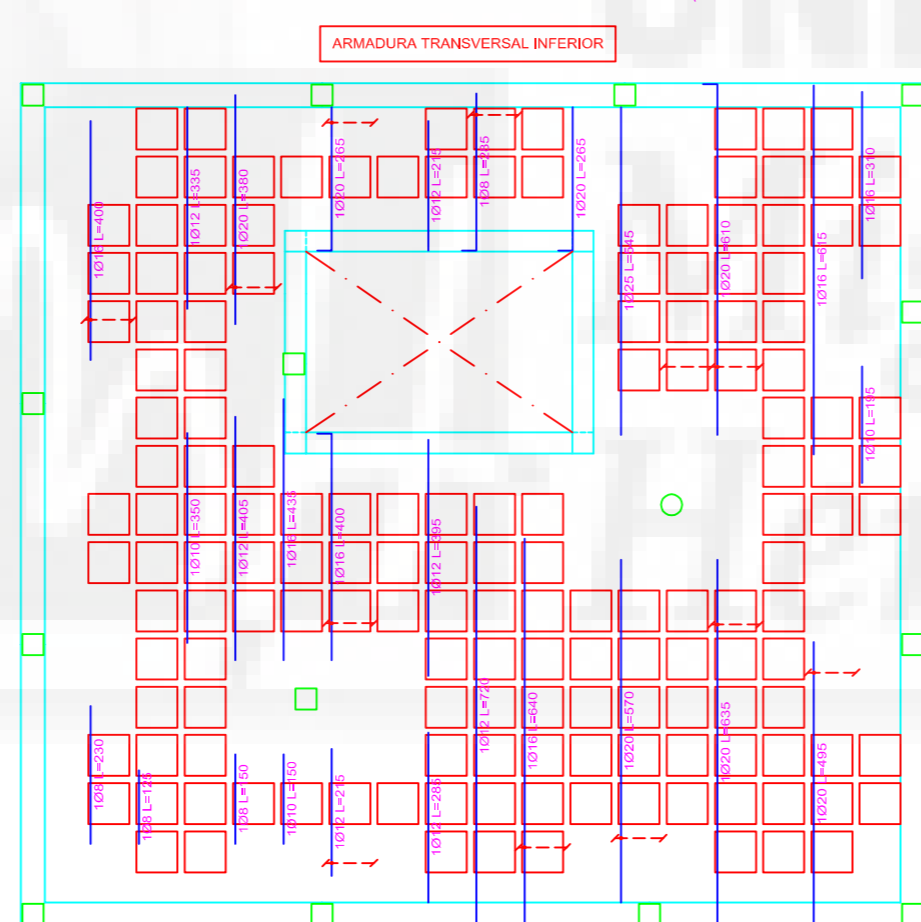 ARMADURA TRANSVERSAL INFERIOR
1Ø16 L=400
1Ø12 L=335
1Ø20 L=380
1Ø20 L=265
1Ø12 L=215
1Ø8 L=285
1Ø20 L=265
1Ø25 L=545
1Ø20 L=610
1Ø16 L=615
1Ø16 L=310
1Ø10 L=195
1Ø10 L=350
1Ø12 L=405
1Ø16 L=435
1Ø16 L=400
1Ø12 L=395
1Ø12 L=720
1Ø16 L=640
1Ø20 L=570
1Ø20 L=635
1Ø20 L=495
1Ø8 L=230
1Ø8 L=125
1Ø8 L=150
1Ø10 L=150
1Ø12 L=215
1Ø12 L=285